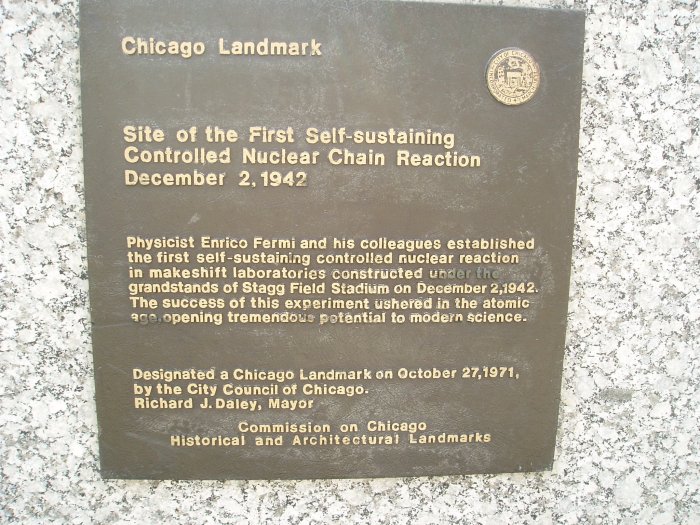 Chicago Landmark
Site of the First Self-sustaining
Controlled Nuclear Chain Reaction
December 2, 1942
Physicist Enrico Fermi and his colleagues established
the first self-sustaining controlled nuclear reaction
in makeshift laboratories constructed under the
grandstands of Stagg Field Stadium on December 2,1942.
The success of this experiment ushered in the atomic
age,opening tremendous potential to modern science.
Designated a Chicago Landmark on October 27,1971,
by the City Council of Chicago.
Richard J. Daley, Mayor
Commission on Chicago
Historical and Architectural Landmarks